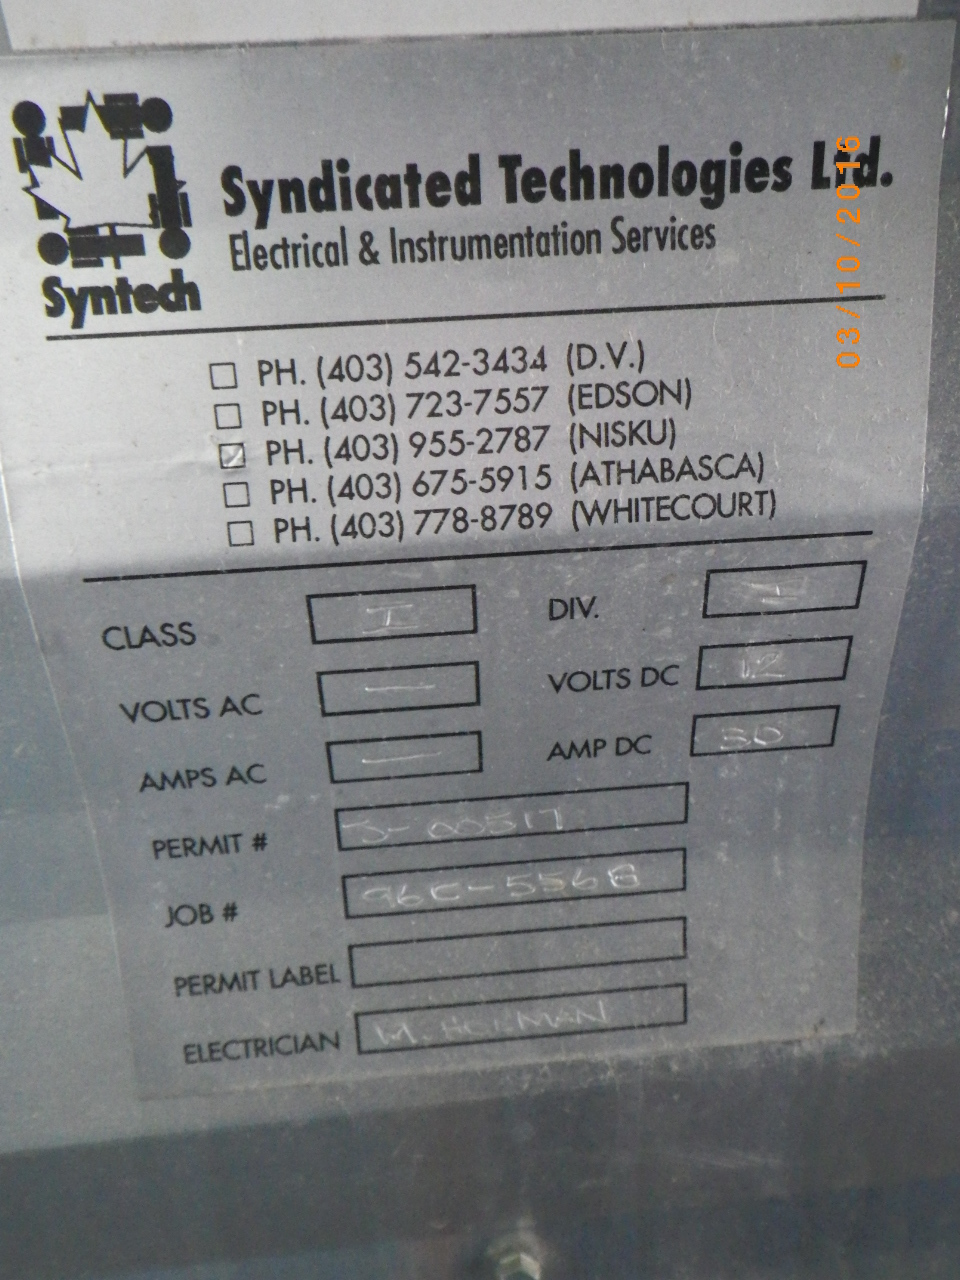 Syntech
Syndicated Technologies Ltd.
Electrical & Instrumentation Services
PH. (403) 542-3434 (D.V.)
PH. (403) 723-7557 (EDSON)
PH. (403) 955-2787 (NISKU)
PH. (403) 675-5915 (ATHABASCA)
PH. (403) 778-8789 (WHITECOURT)
CLASS I DIV.
VOLTS AC — VOLTS DC 12
AMPS AC — AMP DC 30
PERMIT #
JOB # 96E-5568
PERMIT LABEL
ELECTRICIAN M.
03/10/2016